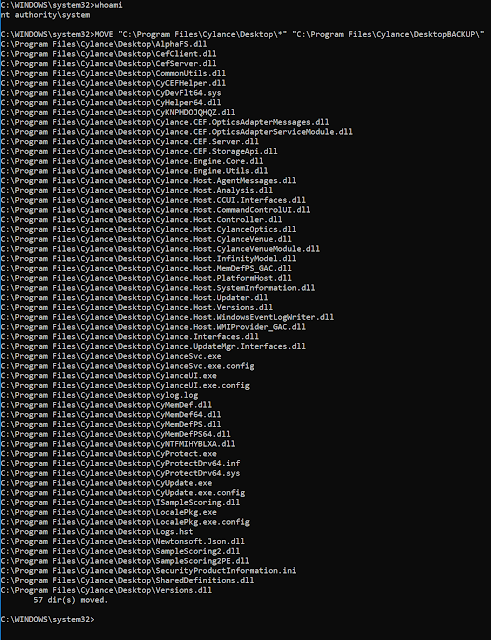 C:\WINDOWS\system32>whoami
nt authority\system
C:\WINDOWS\system32>MOVE "C:\Program Files\Cylance\Desktop\*" "C:\Program Files\Cylance\DesktopBACKUP\"
C:\Program Files\Cylance\Desktop\AlphaFS.dll
C:\Program Files\Cylance\Desktop\CefClient.dll
C:\Program Files\Cylance\Desktop\CefServer.dll
C:\Program Files\Cylance\Desktop\CommonUtils.dll
C:\Program Files\Cylance\Desktop\CyCEFHelper.dll
C:\Program Files\Cylance\Desktop\CyDevFlt64.sys
C:\Program Files\Cylance\Desktop\CyHelper64.dll
C:\Program Files\Cylance\Desktop\CyKNPHDOJQHQZ.dll
C:\Program Files\Cylance\Desktop\Cylance.CEF.OpticsAdapterMessages.dll
C:\Program Files\Cylance\Desktop\Cylance.CEF.OpticsAdapterServiceModule.dll
C:\Program Files\Cylance\Desktop\Cylance.CEF.Server.dll
C:\Program Files\Cylance\Desktop\Cylance.CEF.StorageApi.dll
C:\Program Files\Cylance\Desktop\Cylance.Engine.Core.dll
C:\Program Files\Cylance\Desktop\Cylance.Engine.Utils.dll
C:\Program Files\Cylance\Desktop\Cylance.Host.AgentMessages.dll
C:\Program Files\Cylance\Desktop\Cylance.Host.Analysis.dll
C:\Program Files\Cylance\Desktop\Cylance.Host.CCUI.Interfaces.dll
C:\Program Files\Cylance\Desktop\Cylance.Host.CommandControlUI.dll
C:\Program Files\Cylance\Desktop\Cylance.Host.Controller.dll
C:\Program Files\Cylance\Desktop\Cylance.Host.CylanceOptics.dll
C:\Program Files\Cylance\Desktop\Cylance.Host.CylanceVenue.dll
C:\Program Files\Cylance\Desktop\Cylance.Host.CylanceVenueModule.dll
C:\Program Files\Cylance\Desktop\Cylance.Host.InfinityModel.dll
C:\Program Files\Cylance\Desktop\Cylance.Host.MemDefPS_GAC.dll
C:\Program Files\Cylance\Desktop\Cylance.Host.PlatformHost.dll
C:\Program Files\Cylance\Desktop\Cylance.Host.SystemInformation.dll
C:\Program Files\Cylance\Desktop\Cylance.Host.Updater.dll
C:\Program Files\Cylance\Desktop\Cylance.Host.Versions.dll
C:\Program Files\Cylance\Desktop\Cylance.Host.WindowsEventLogWriter.dll
C:\Program Files\Cylance\Desktop\Cylance.Host.WMIProvider_GAC.dll
C:\Program Files\Cylance\Desktop\Cylance.Interfaces.dll
C:\Program Files\Cylance\Desktop\Cylance.UpdateMgr.Interfaces.dll
C:\Program Files\Cylance\Desktop\CylanceSvc.exe
C:\Program Files\Cylance\Desktop\CylanceSvc.exe.config
C:\Program Files\Cylance\Desktop\CylanceUI.exe
C:\Program Files\Cylance\Desktop\CylanceUI.exe.config
C:\Program Files\Cylance\Desktop\cylog.log
C:\Program Files\Cylance\Desktop\CyMemDef.dll
C:\Program Files\Cylance\Desktop\CyMemDef64.dll
C:\Program Files\Cylance\Desktop\CyMemDefPS.dll
C:\Program Files\Cylance\Desktop\CyMemDefPS64.dll
C:\Program Files\Cylance\Desktop\CyNTFMIHYBLXA.dll
C:\Program Files\Cylance\Desktop\CyProtect.exe
C:\Program Files\Cylance\Desktop\CyProtectDrv64.inf
C:\Program Files\Cylance\Desktop\CyProtectDrv64.sys
C:\Program Files\Cylance\Desktop\CyUpdate.exe
C:\Program Files\Cylance\Desktop\CyUpdate.exe.config
C:\Program Files\Cylance\Desktop\ISampleScoring.dll
C:\Program Files\Cylance\Desktop\LocalePkg.exe
C:\Program Files\Cylance\Desktop\LocalePkg.exe.config
C:\Program Files\Cylance\Desktop\Logs.hst
C:\Program Files\Cylance\Desktop\Newtonsoft.Json.dll
C:\Program Files\Cylance\Desktop\SampleScoring2.dll
C:\Program Files\Cylance\Desktop\SampleScoring2PE.dll
C:\Program Files\Cylance\Desktop\SecurityProductInformation.ini
C:\Program Files\Cylance\Desktop\SharedDefinitions.dll
C:\Program Files\Cylance\Desktop\Versions.dll
57 dir(s) moved.
C:\WINDOWS\system32>